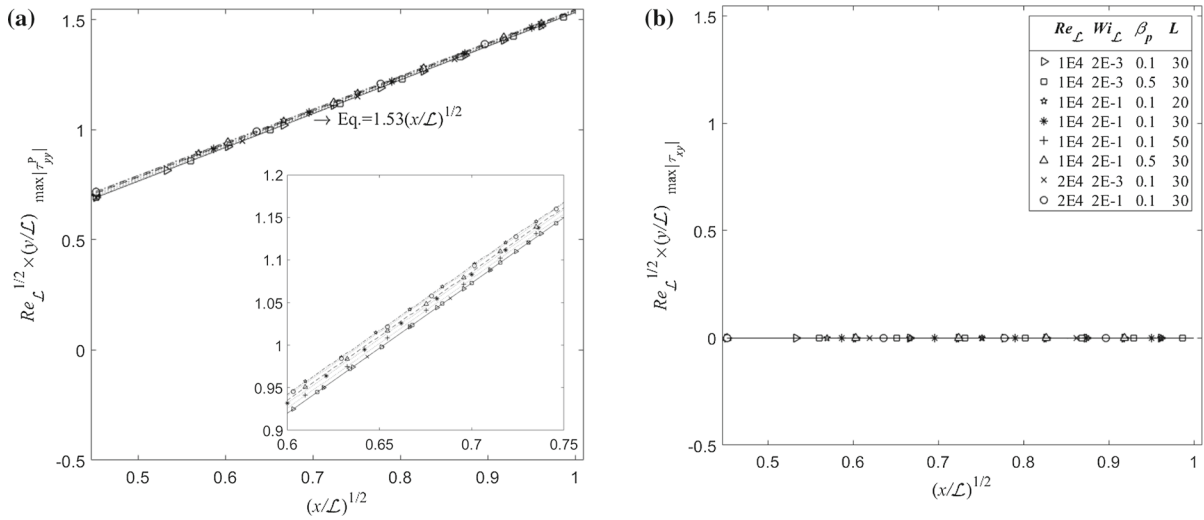 (a)
1.5
1
0.5
0
-0.5
0.5 0.6 0.7 0.8 0.9 1
(x/ℒ)^1/2
Re_ℒ^1/2×(y/ℒ)_max|τ^P_yy|
→ Eq.=1.53(x/ℒ)^1/2
1.2
1.15
1.1
1.05
1
0.95
0.9
0.6 0.65 0.7 0.75
(b)
1.5
1
0.5
0
-0.5
0.5 0.6 0.7 0.8 0.9 1
(x/ℒ)^1/2
Re_ℒ^1/2×(y/ℒ)_max|τ_xy|
Re_ℒ Wi_ℒ β_p L
1E4 2E-3 0.1 30
1E4 2E-3 0.5 30
1E4 2E-1 0.1 20
1E4 2E-1 0.1 30
1E4 2E-1 0.1 50
1E4 2E-1 0.5 30
2E4 2E-3 0.1 30
2E4 2E-1 0.1 30